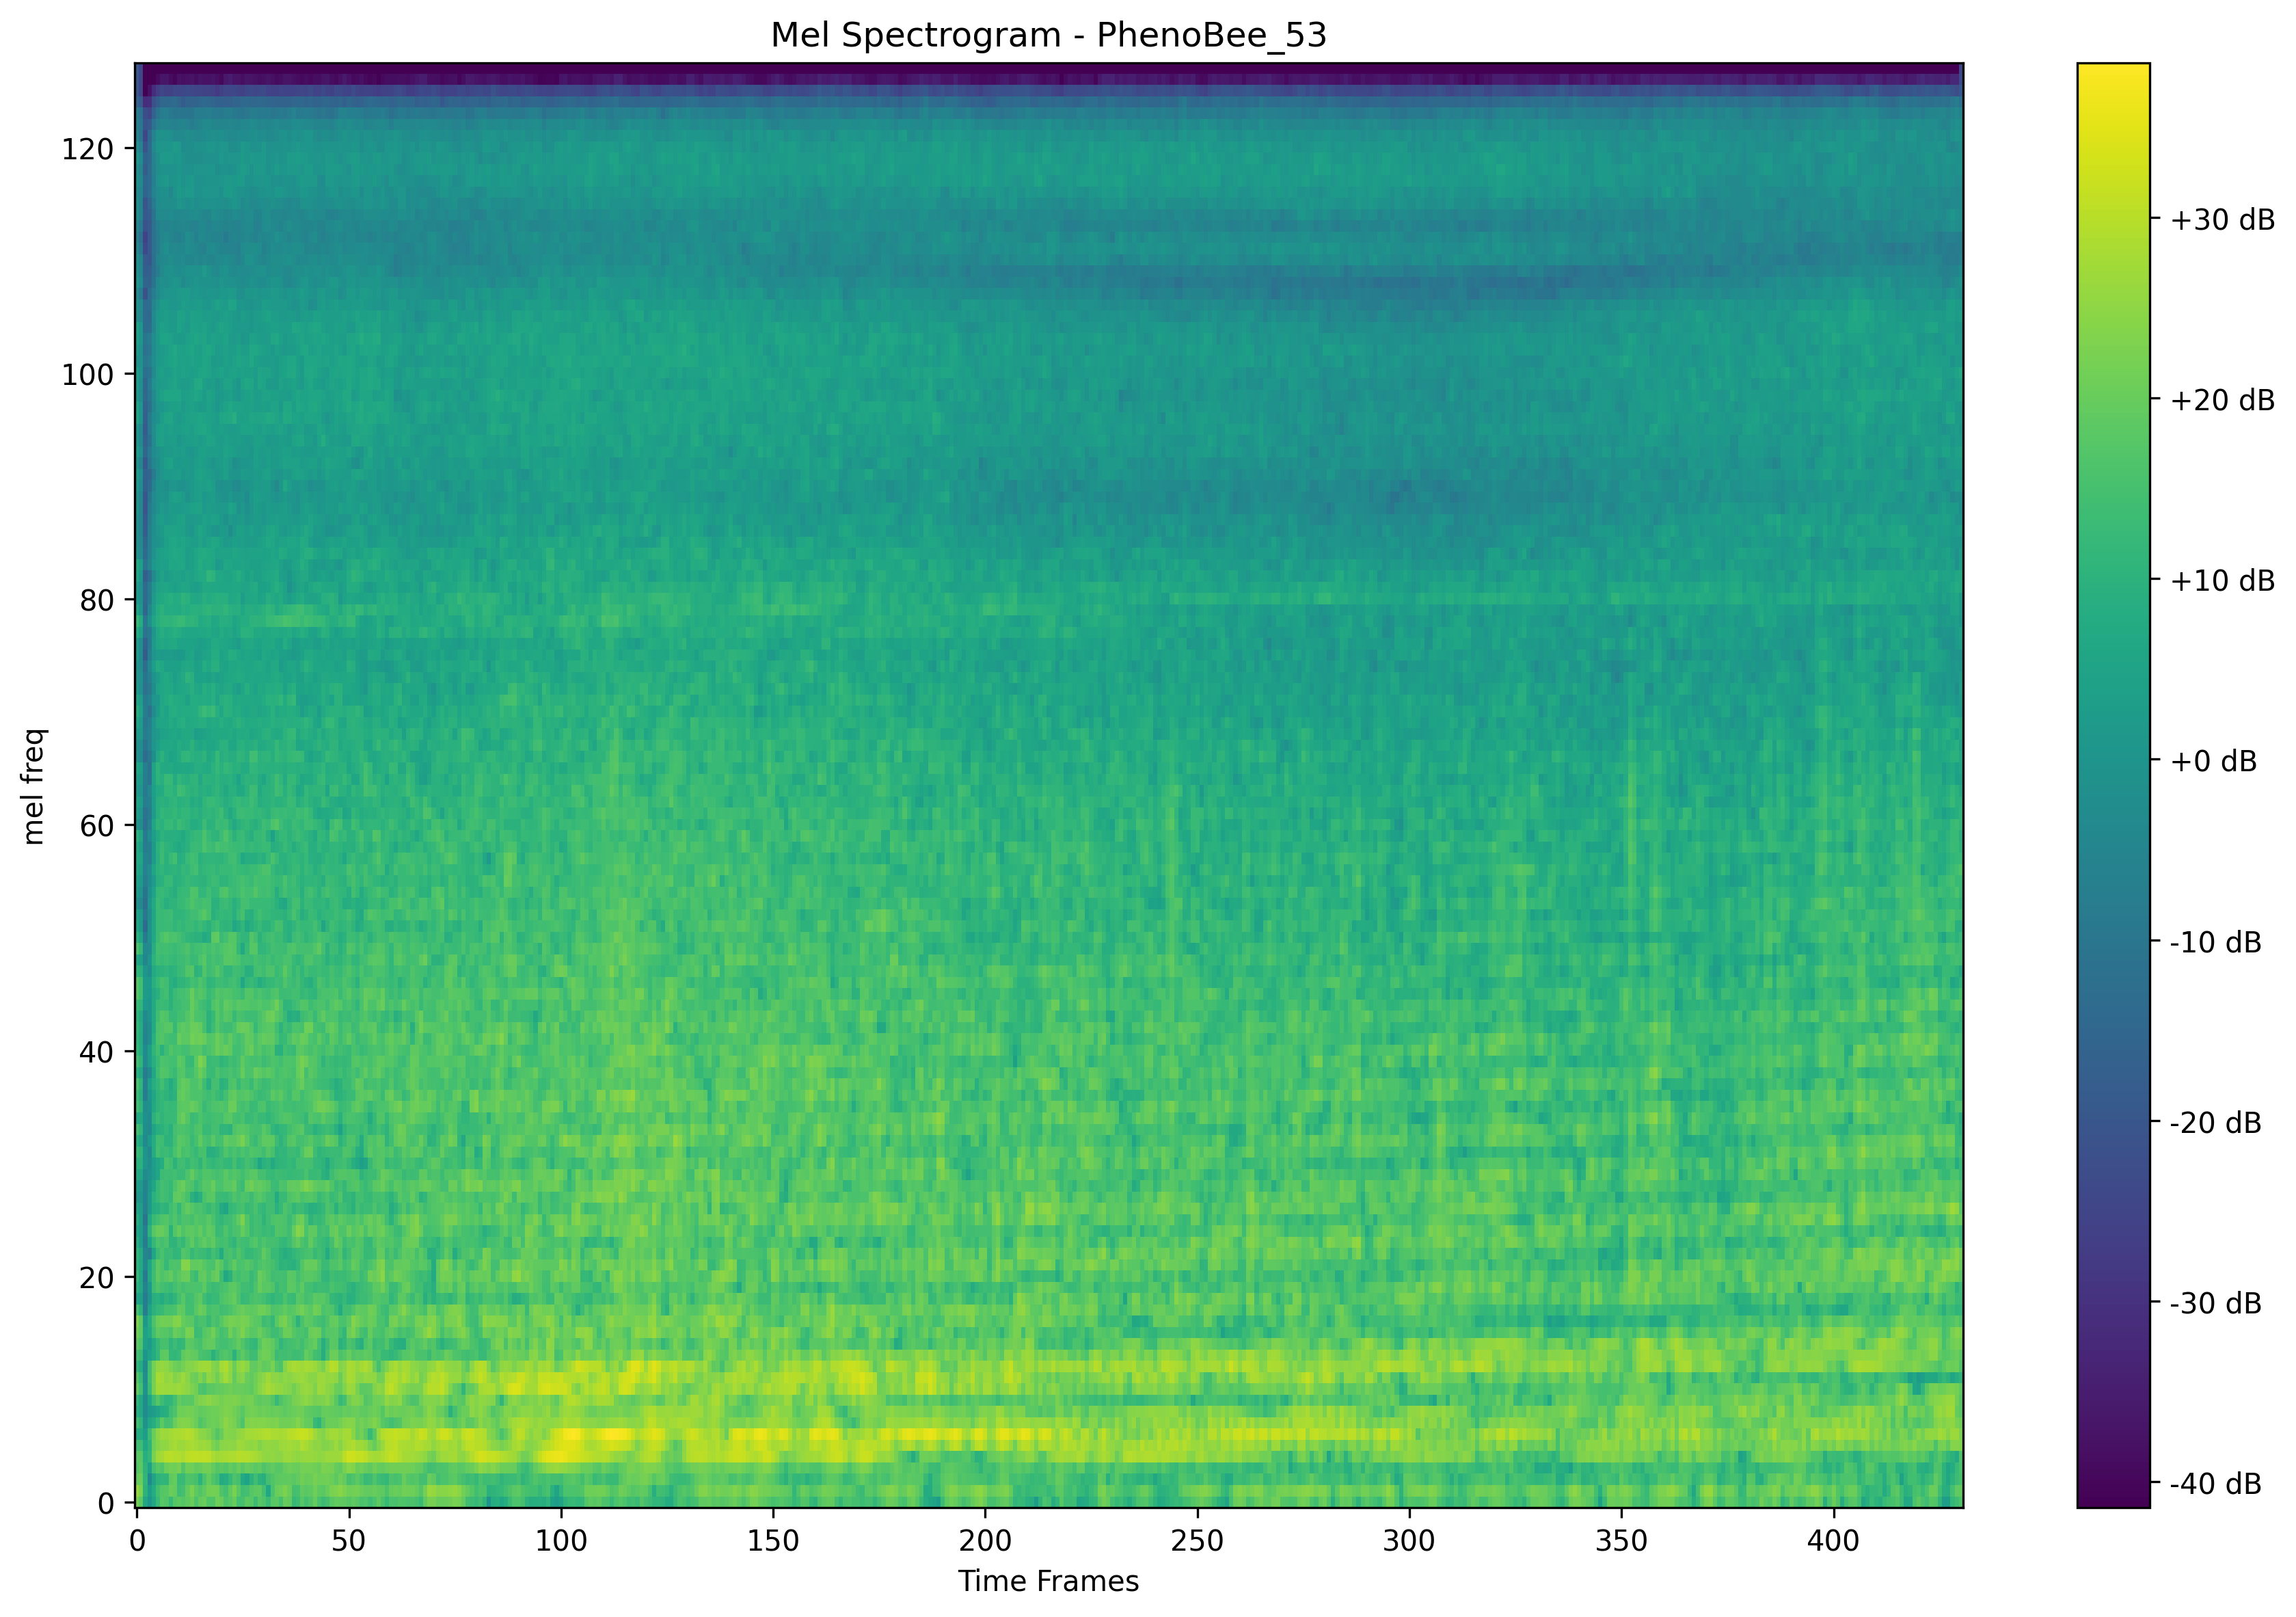 Mel Spectrogram - PhenoBee_53
mel freq
120
100
80
60
40
20
0
0 50 100 150 200 250 300 350 400
Time Frames
+30 dB
+20 dB
+10 dB
+0 dB
-10 dB
-20 dB
-30 dB
-40 dB